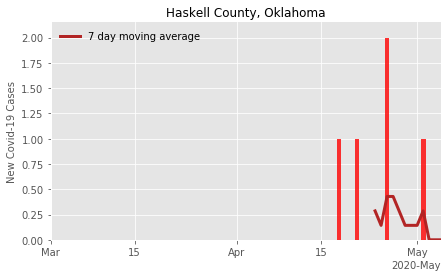 Haskell County, Oklahoma
7 day moving average
New Covid-19 Cases
2.00
1.75
1.50
1.25
1.00
0.75
0.50
0.25
0.00
Mar
15
Apr
15
May
2020-May